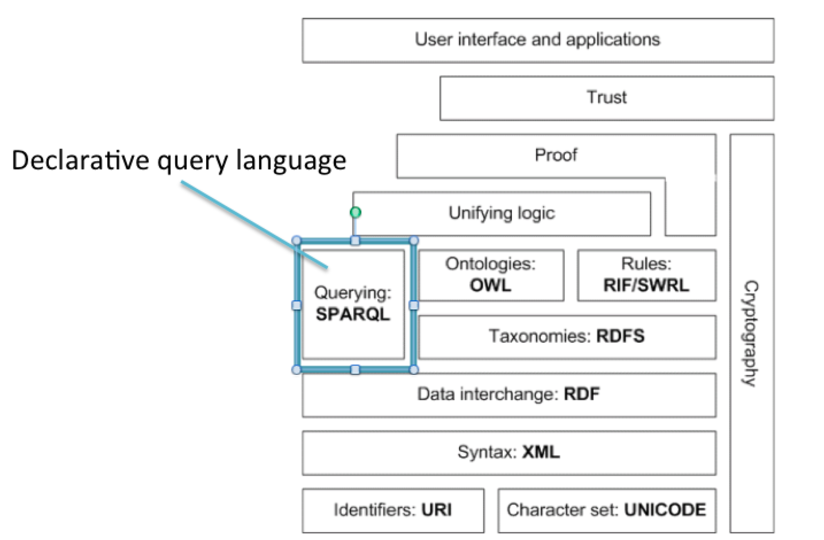 User interface and applications
Trust
Proof
Declarative query language
Unifying logic
Querying:
SPARQL
Ontologies:
OWL
Rules:
RIF/SWRL
Taxonomies: RDFS
Cryptography
Data interchange: RDF
Syntax: XML
Identifiers: URI
Character set: UNICODE